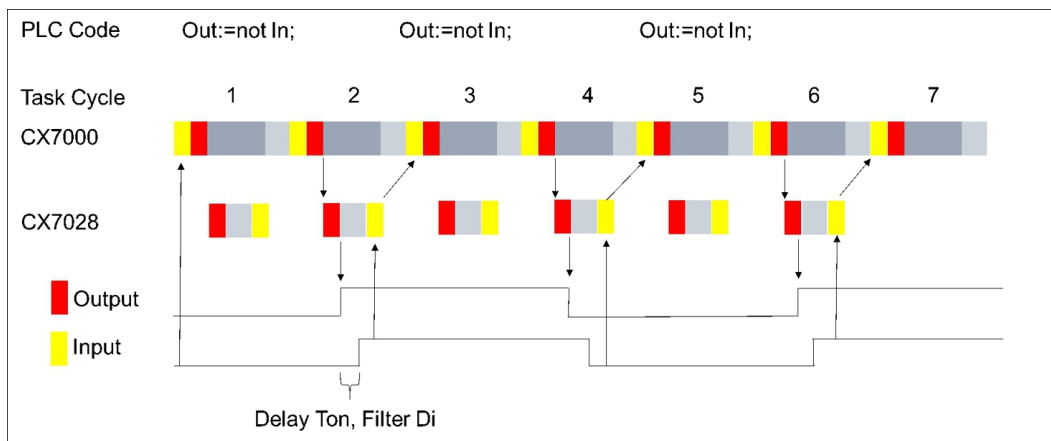 PLC Code Out:=not In; Out:=not In; Out:=not In;
Task Cycle 1 2 3 4 5 6 7
CX7000
CX7028
Output
Input
Delay Ton, Filter Di